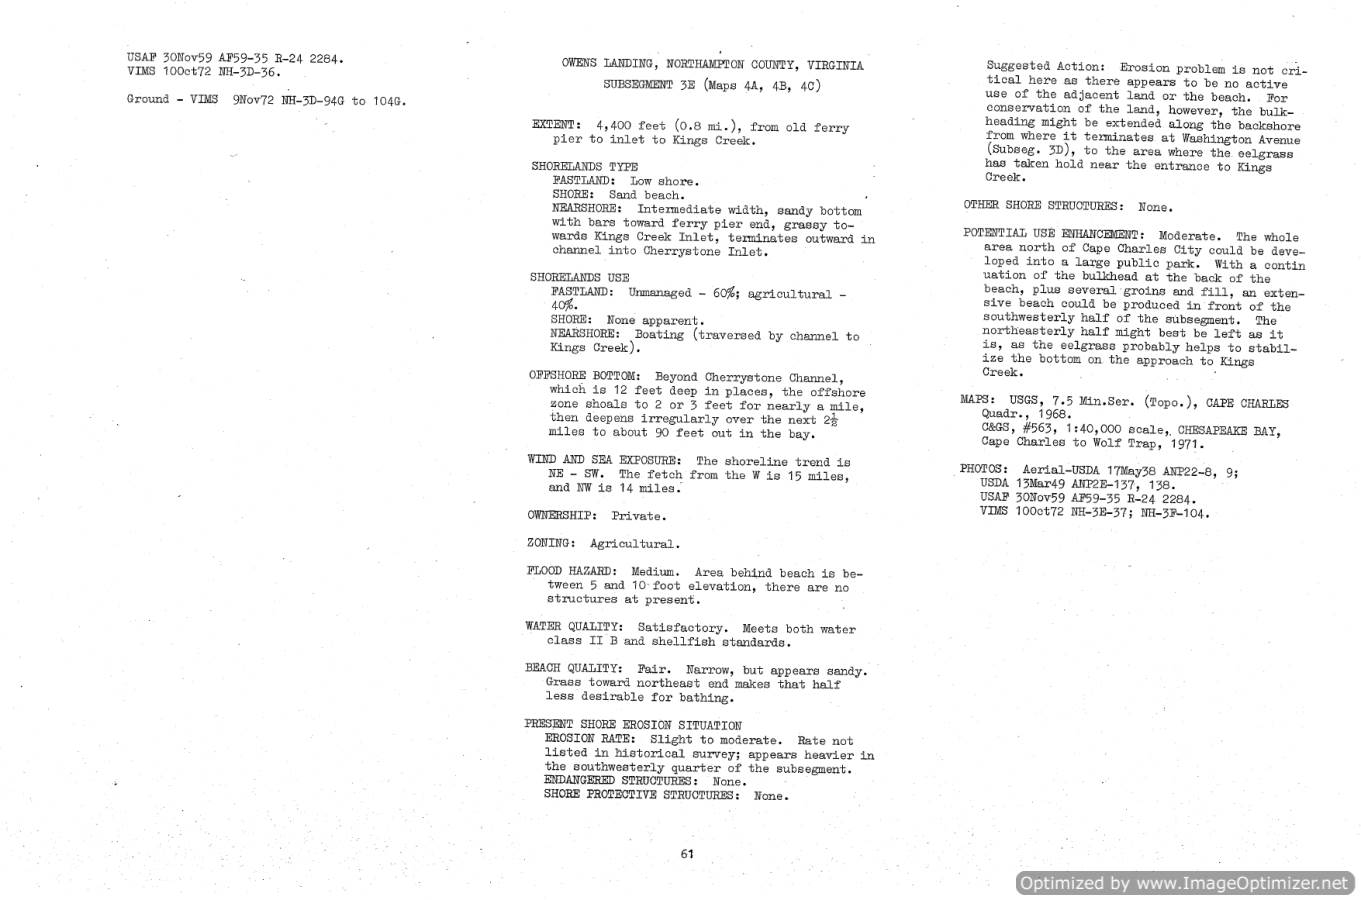 USAF 30Nov59 AF59-35 R-24 2284.
VIMS 10Oct72 NH-3D-36.
Ground - VIMS 9Nov72 NH-3D-94G to 104G.
OWENS LANDING, NORTHAMPTON COUNTY, VIRGINIA
SUBSEGMENT 3E (Maps 4A, 4B, 4C)
EXTENT: 4,400 feet (0.8 mi.), from old ferry
pier to inlet to Kings Creek.
SHORELANDS TYPE
FASTLAND: Low shore.
SHORE: Sand beach.
NEARSHORE: Intermediate width, sandy bottom
with bars toward ferry pier end, grassy to-
wards Kings Creek Inlet, terminates outward in
channel into Cherrystone Inlet.
SHORELANDS USE
FASTLAND: Unmanaged - 60%; agricultural -
40%.
SHORE: None apparent.
NEARSHORE: Boating (traversed by channel to
Kings Creek).
OFFSHORE BOTTOM: Beyond Cherrystone Channel,
which is 12 feet deep in places, the offshore
zone shoals to 2 or 3 feet for nearly a mile,
then deepens irregularly over the next 2½
miles to about 90 feet out in the bay.
WIND AND SEA EXPOSURE: The shoreline trend is
NE - SW. The fetch from the W is 15 miles,
and NW is 14 miles.
OWNERSHIP: Private.
ZONING: Agricultural.
FLOOD HAZARD: Medium. Area behind beach is be-
tween 5 and 10 foot elevation, there are no
structures at present.
WATER QUALITY: Satisfactory. Meets both water
class II B and shellfish standards.
BEACH QUALITY: Fair. Narrow, but appears sandy.
Grass toward northeast end makes that half
less desirable for bathing.
PRESENT SHORE EROSION SITUATION
EROSION RATE: Slight to moderate. Rate not
listed in historical survey; appears heavier in
the southwesterly quarter of the subsegment.
ENDANGERED STRUCTURES: None.
SHORE PROTECTIVE STRUCTURES: None.
Suggested Action: Erosion problem is not cri-
tical here as there appears to be no active
use of the adjacent land or the beach. For
conservation of the land, however, the bulk-
heading might be extended along the backshore
from where it terminates at Washington Avenue
(Subseg. 3D), to the area where the eelgrass
has taken hold near the entrance to Kings
Creek.
OTHER SHORE STRUCTURES: None.
POTENTIAL USE ENHANCEMENT: Moderate. The whole
area north of Cape Charles City could be deve-
loped into a large public park. With a contin
uation of the bulkhead at the back of the
beach, plus several groins and fill, an exten-
sive beach could be produced in front of the
southwesterly half of the subsegment. The
northeasterly half might best be left as it
is, as the eelgrass probably helps to stabil-
ize the bottom on the approach to Kings
Creek.
MAPS: USGS, 7.5 Min.Ser. (Topo.), CAPE CHARLES
Quadr., 1968.
C&GS, #563, 1:40,000 scale, CHESAPEAKE BAY,
Cape Charles to Wolf Trap, 1971.
PHOTOS: Aerial-USDA 17May38 ANP22-8, 9;
USDA 13Mar49 ANP2E-137, 138.
USAF 30Nov59 AF59-35 R-24 2284.
VIMS 10Oct72 NH-3E-37; NH-3F-104.
61
Optimized by www.ImageOptimizer.net